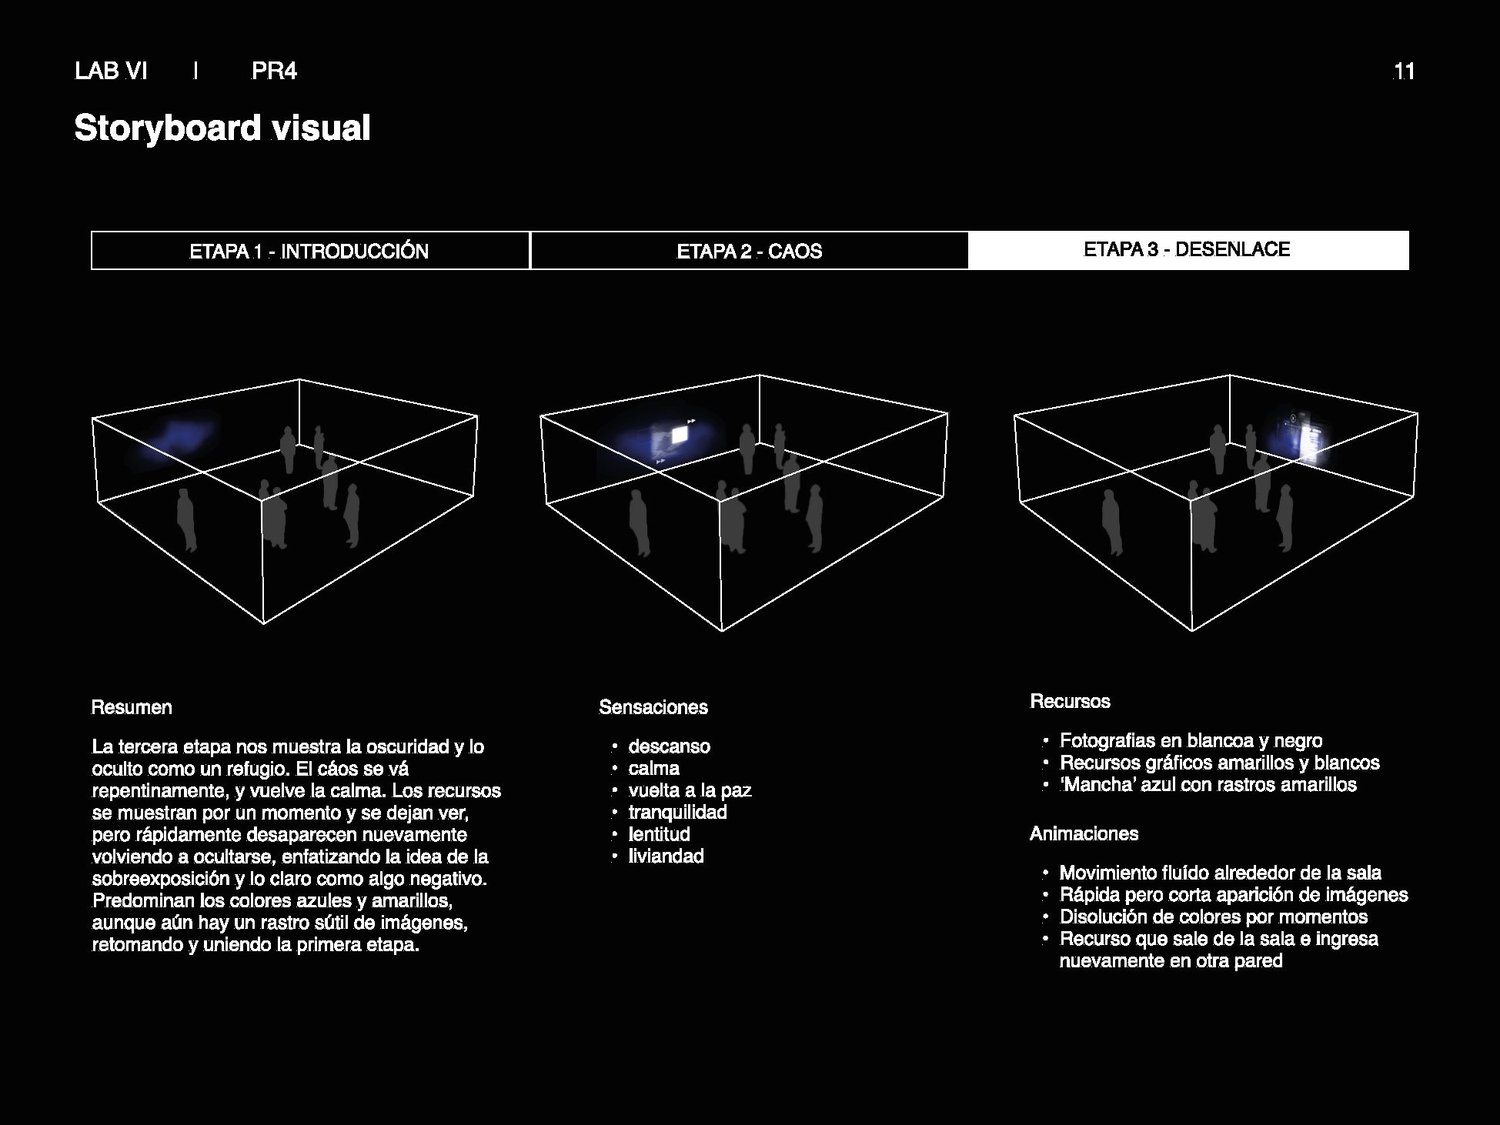 LAB VI | PR4 11
Storyboard visual
ETAPA 1 - INTRODUCCIÓN
ETAPA 2 - CAOS
ETAPA 3 - DESENLACE
Resumen
La tercera etapa nos muestra la oscuridad y lo
oculto como un refugio. El cáos se vá
repentinamente, y vuelve la calma. Los recursos
se muestran por un momento y se dejan ver,
pero rápidamente desaparecen nuevamente
volviendo a ocultarse, enfatizando la idea de la
sobreexposición y lo claro como algo negativo.
Predominan los colores azules y amarillos,
aunque aún hay un rastro sútil de imágenes,
retomando y uniendo la primera etapa.
Sensaciones
• descanso
• calma
• vuelta a la paz
• tranquilidad
• lentitud
• liviandad
Recursos
• Fotografias en blancoa y negro
• Recursos gráficos amarillos y blancos
• 'Mancha' azul con rastros amarillos
Animaciones
• Movimiento fluído alrededor de la sala
• Rápida pero corta aparición de imágenes
• Disolución de colores por momentos
• Recurso que sale de la sala e ingresa
nuevamente en otra pared